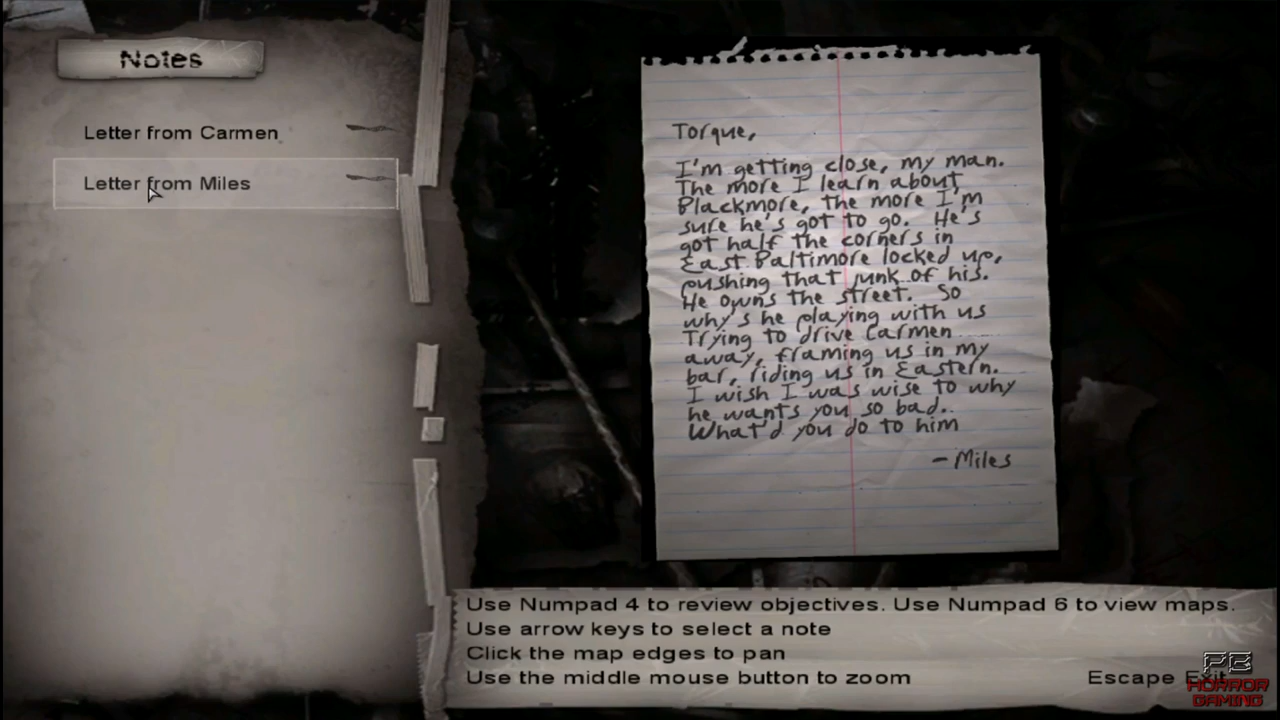 Notes
Letter from Carmen
Letter from Miles
Torque,
I'm getting close, my man.
The more I learn about
Blackmore, the more I'm
sure he's got to go. He's
got half the corners in
East Baltimore locked up,
pushing that junk of his.
He owns the street. So
why's he playing with us
Trying to drive Carmen
away, framing us in my
bar, riding us in Eastern.
I wish I was wise to why
he wants you so bad.
What'd you do to him
- Miles
Use Numpad 4 to review objectives. Use Numpad 6 to view maps.
Use arrow keys to select a note
Click the map edges to pan
Use the middle mouse button to zoom
Escape Exit
PB
HORROR
GAMING